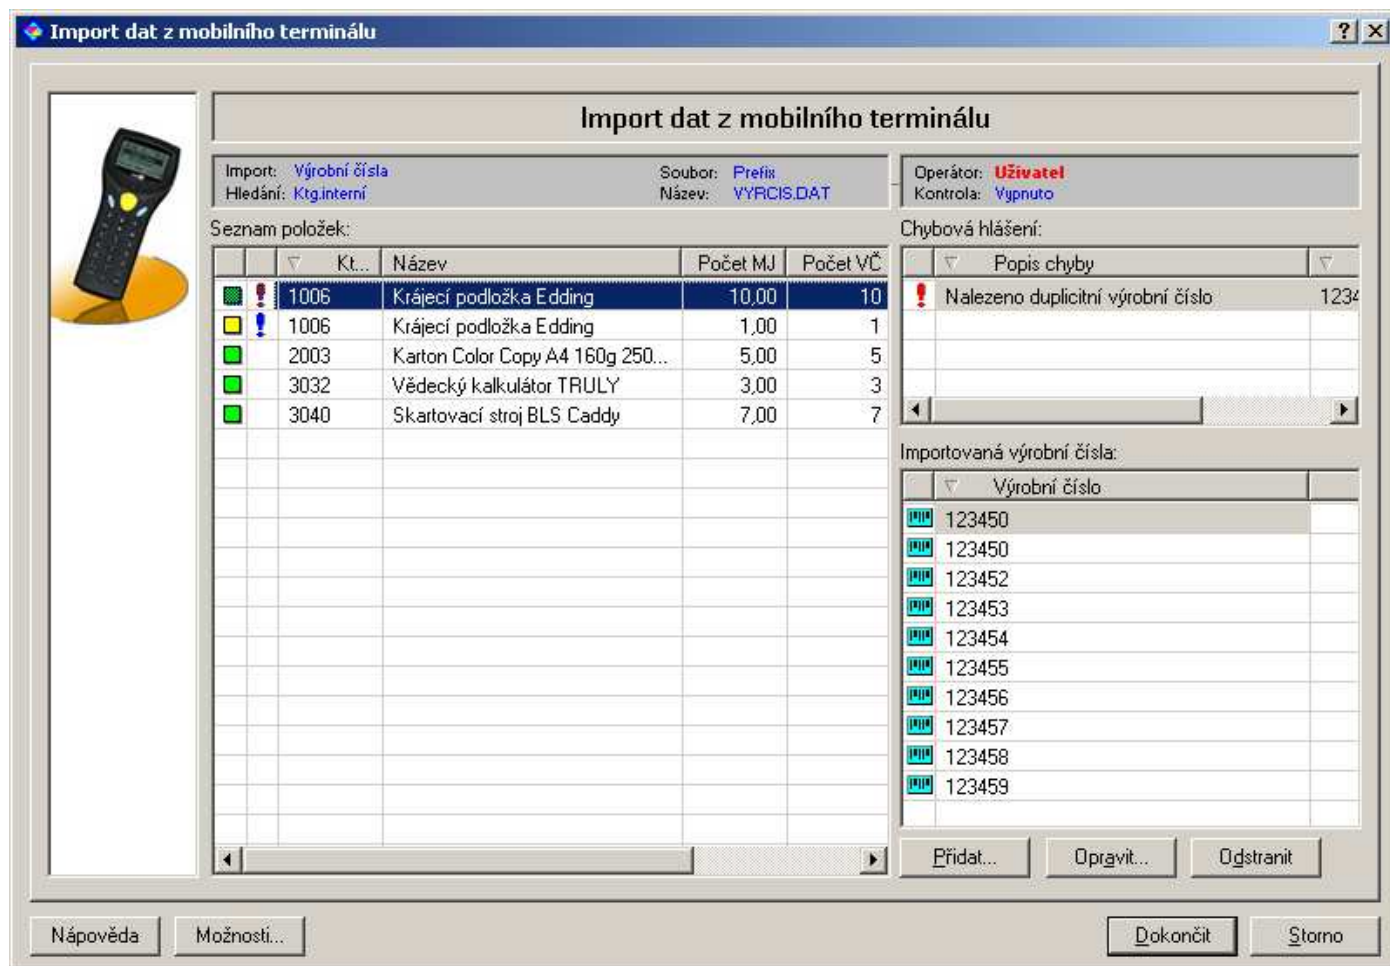 Import dat z mobilního terminálu
Import dat z mobilního terminálu
Import: Výrobní čísla Soubor: Prefix
Hledání: Ktg.interní Název: VYRCIS.DAT
Operátor: Uživatel
Kontrola: Vypnuto
Seznam položek:
Kt... Název Počet MJ Počet VČ
1006 Krájecí podložka Edding 10,00 10
1006 Krájecí podložka Edding 1,00 1
2003 Karton Color Copy A4 160g 250... 5,00 5
3032 Vědecký kalkulátor TRULY 3,00 3
3040 Skartovací stroj BLS Caddy 7,00 7
Chybová hlášení:
Popis chyby
Nalezeno duplicitní výrobní číslo 1234
Importovaná výrobní čísla:
Výrobní číslo
123450
123450
123452
123453
123454
123455
123456
123457
123458
123459
Přidat... Opravit... Odstranit
Nápověda Možnosti... Dokončit Storno